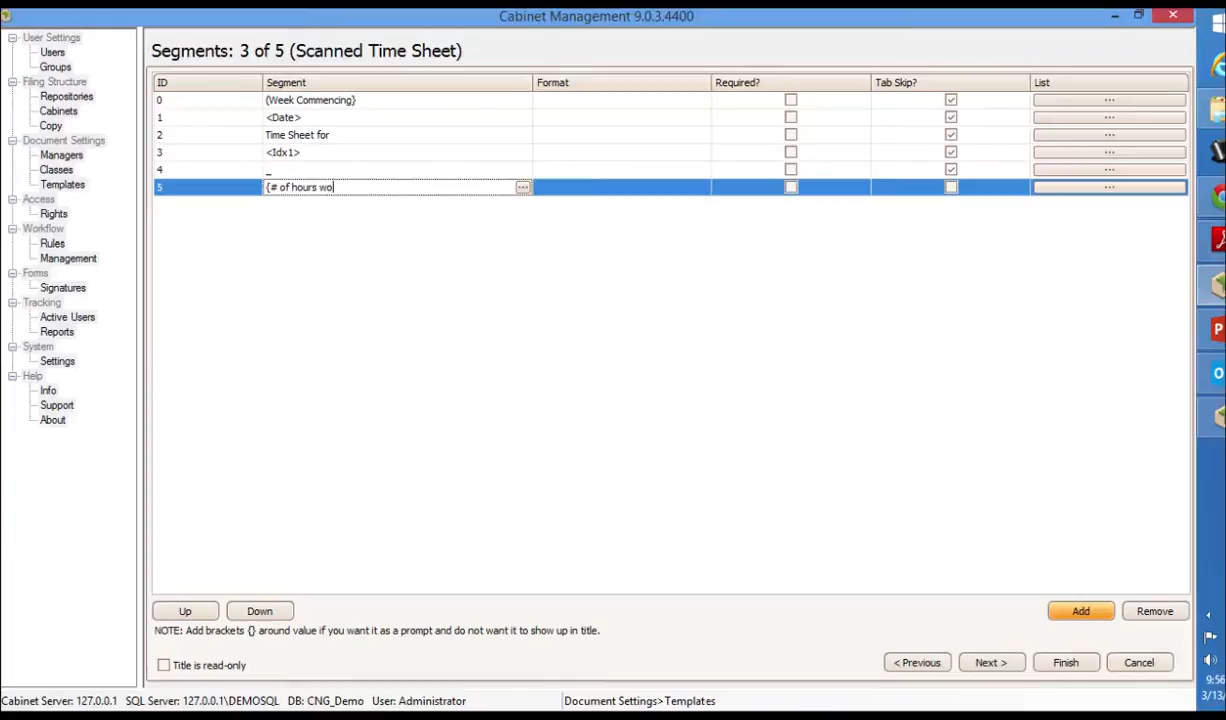 Cabinet Management 9.0.3.4400
User Settings
Users
Groups
Filing Structure
Repositories
Cabinets
Copy
Document Settings
Managers
Classes
Templates
Access
Rights
Workflow
Rules
Management
Forms
Signatures
Tracking
Active Users
Reports
System
Settings
Help
Info
Support
About
Segments: 3 of 5 (Scanned Time Sheet)
ID Segment Format Required? Tab Skip? List
0 {Week Commencing} ...
1 <Date> ...
2 Time Sheet for ...
3 <Idx1> ...
4 _ ...
5 {# of hours wo ... ...
Up Down Add Remove
NOTE: Add brackets {} around value if you want it as a prompt and do not want it to show up in title.
Title is read-only
< Previous Next > Finish Cancel
Cabinet Server: 127.0.0.1 SQL Server: 127.0.0.1\DEMOSQL DB: CNG_Demo User: Administrator Document Settings>Templates
9:56
3/13/